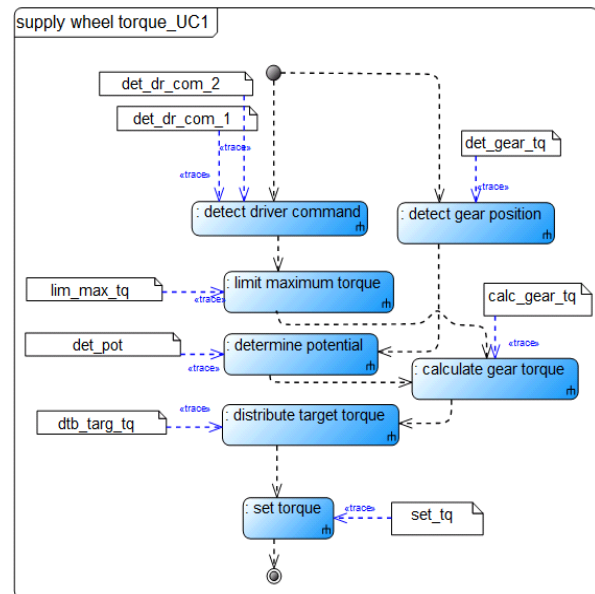 supply wheel torque_UC1
det_dr_com_2
det_dr_com_1
«trace»
«trace»
det_gear_tq
«trace»
: detect driver command
: detect gear position
lim_max_tq
«trace»
: limit maximum torque
calc_gear_tq
«trace»
det_pot
«trace»
: determine potential
: calculate gear torque
dtb_targ_tq
«trace»
: distribute target torque
: set torque
«trace»
set_tq